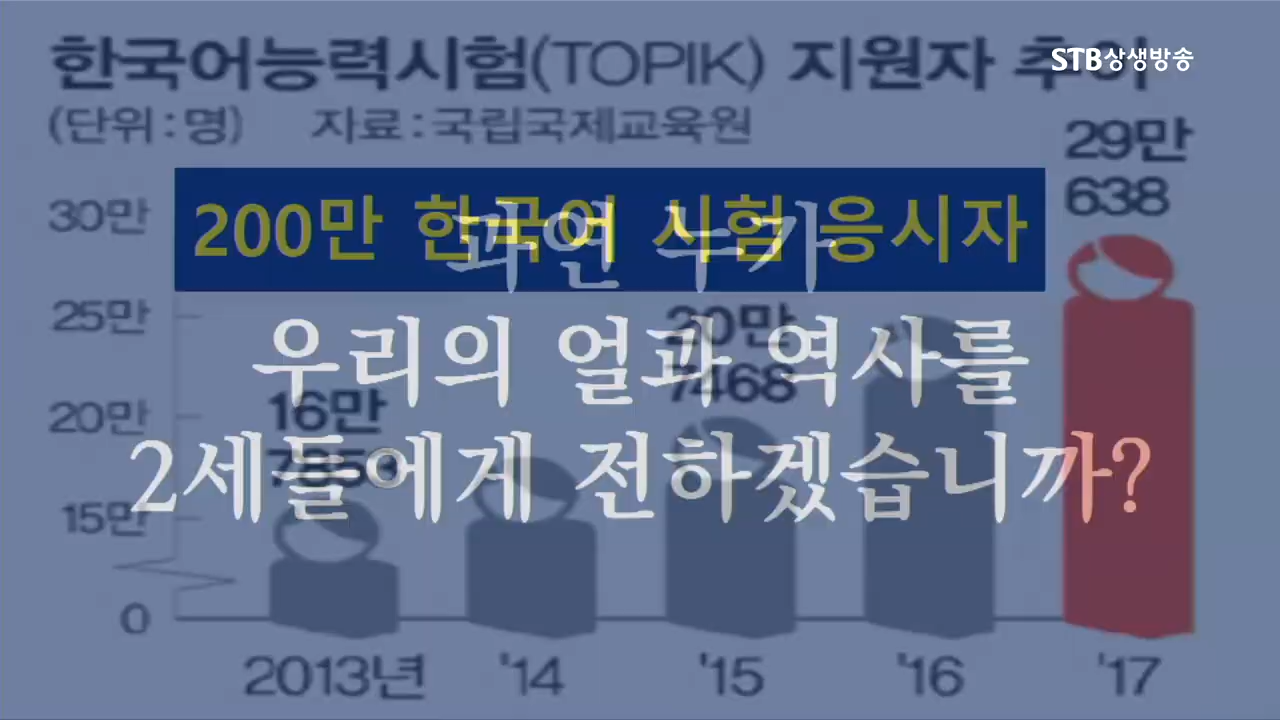 한국어능력시험(TOPIK) 지원자 추이
STB상생방송
(단위:명) 자료:국립국제교육원
29만
638
200만 한국어 시험 응시자
과연 누가
우리의 얼과 역사를
2세들에게 전하겠습니까?
30만
25만
20만
15만
0
16만
20만
7468
2013년 '14 '15 '16 '17